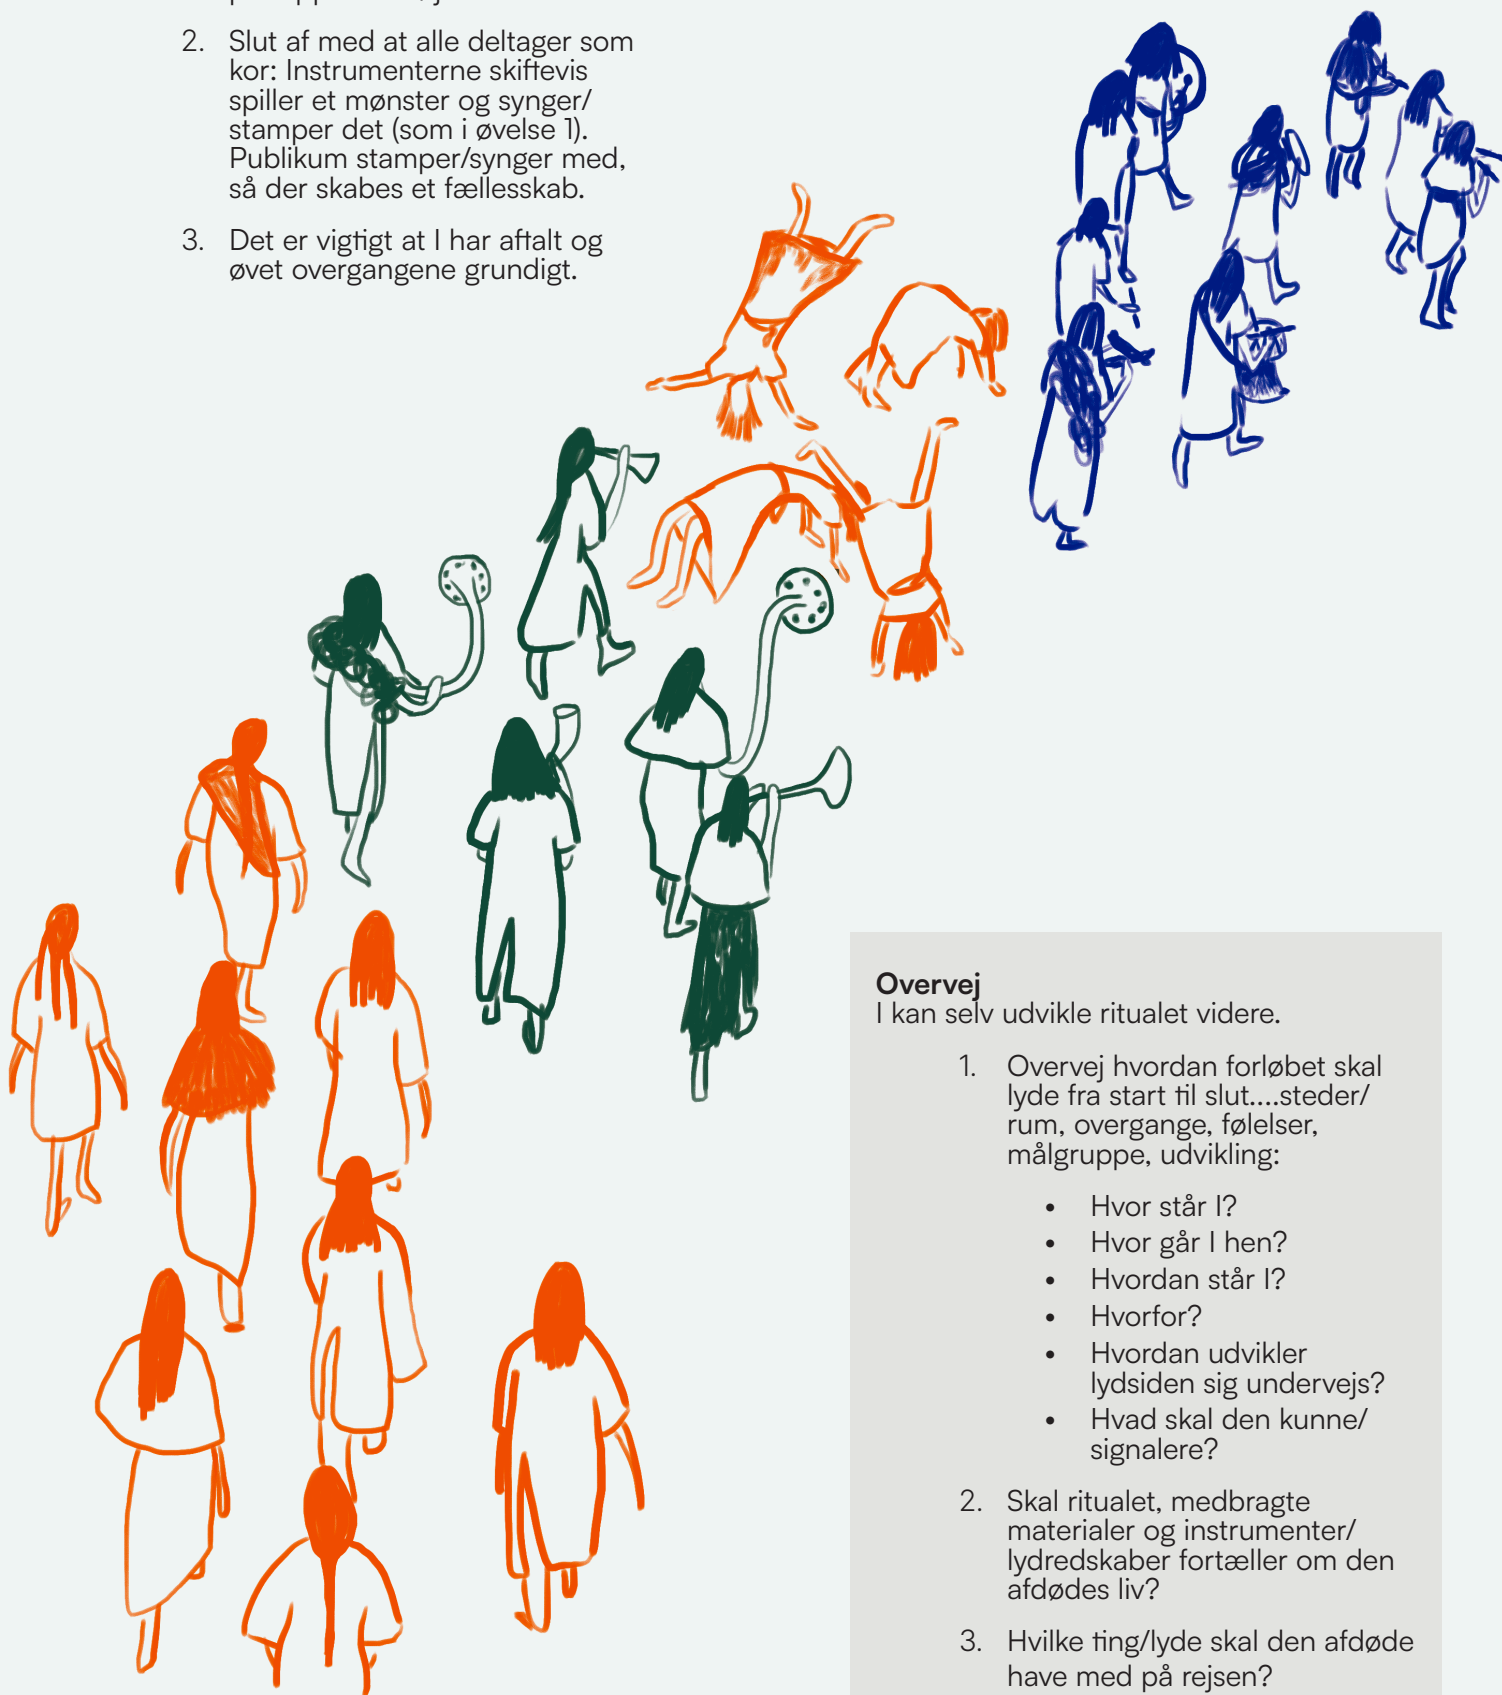 2. Slut af med at alle deltager som
kor: Instrumenterne skiftevis
spiller et mønster og synger/
stamper det (som i øvelse 1).
Publikum stamper/synger med,
så der skabes et fællesskab.
3. Det er vigtigt at I har aftalt og
øvet overgangene grundigt.
Overvej
I kan selv udvikle ritualet videre.
1. Overvej hvordan forløbet skal
lyde fra start til slut....steder/
rum, overgange, følelser,
målgruppe, udvikling:
• Hvor står I?
• Hvor går I hen?
• Hvordan står I?
• Hvorfor?
• Hvordan udvikler
lydsiden sig undervejs?
• Hvad skal den kunne/
signalere?
2. Skal ritualet, medbragte
materialer og instrumenter/
lydredskaber fortæller om den
afdødes liv?
3. Hvilke ting/lyde skal den afdøde
have med på rejsen?